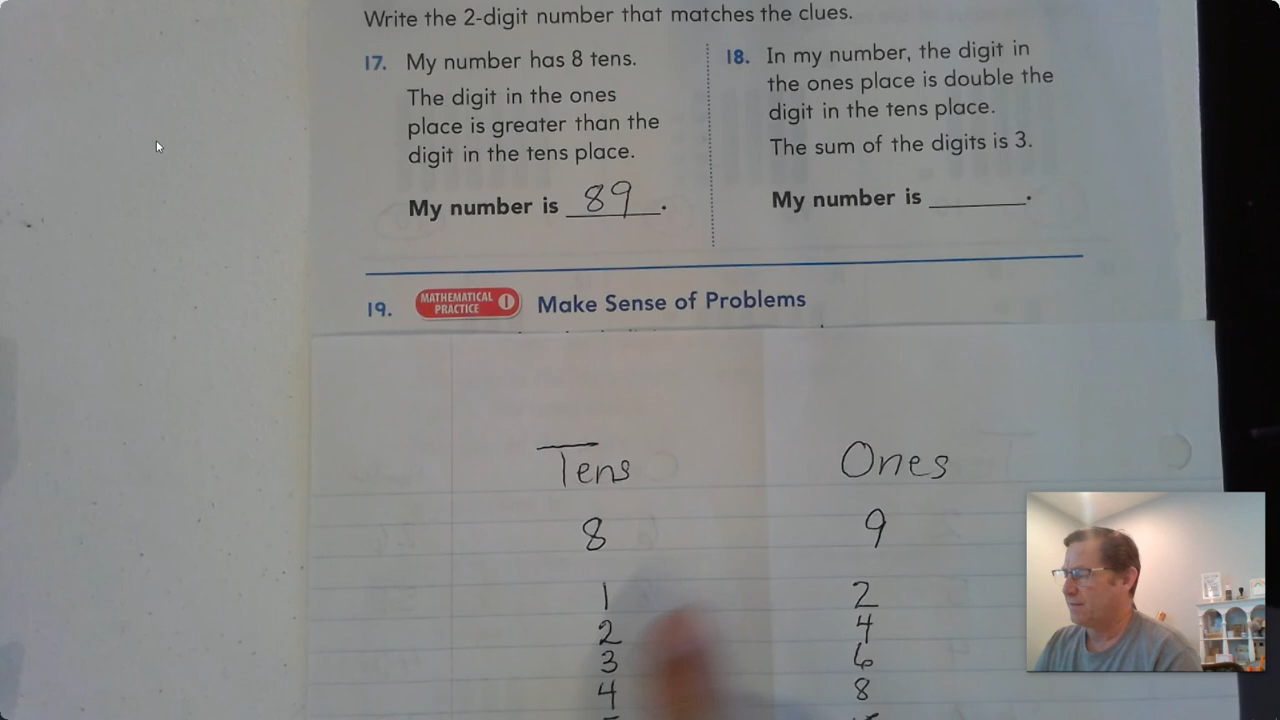 Write the 2-digit number that matches the clues.
17. My number has 8 tens.
The digit in the ones
place is greater than the
digit in the tens place.
My number is 89.
18. In my number, the digit in
the ones place is double the
digit in the tens place.
The sum of the digits is 3.
My number is ______.
19. MATHEMATICAL PRACTICE 1 Make Sense of Problems
Tens Ones
8 9
1 2
2 4
3 6
4 8